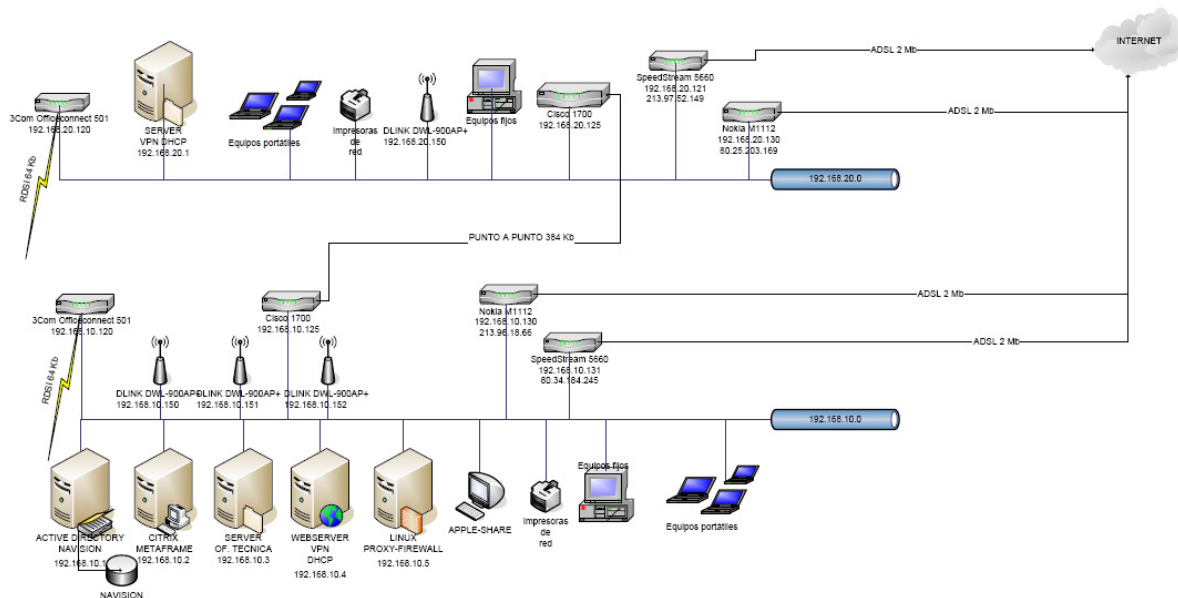 INTERNET
ADSL 2 Mb
SpeedStream 5660
192.168.20.121
213.97.52.149
ADSL 2 Mb
Nokia M1112
192.168.20.130
80.25.203.169
3Com Officeconnect 501
192.168.20.120
SERVER
VPN DHCP
192.168.20.1
Equipos portátiles
Impresoras
de
red
DLINK DWL-900AP+
192.168.20.150
Equipos fijos
Cisco 1700
192.168.20.125
RDSI 64 Kb
192.168.20.0
PUNTO A PUNTO 384 Kb
3Com Officeconnect 501
192.168.10.120
Cisco 1700
192.168.10.125
Nokia M1112
192.168.10.130
213.96.18.66
ADSL 2 Mb
SpeedStream 5660
192.168.10.131
80.34.184.245
ADSL 2 Mb
RDSI 64 Kb
DLINK DWL-900AP+
192.168.10.150
DLINK DWL-900AP+
192.168.10.151
DLINK DWL-900AP+
192.168.10.152
192.168.10.0
ACTIVE DIRECTORY
NAVISION
192.168.10.1
NAVISION
CITRIX
METAFRAME
192.168.10.2
SERVER
OF. TECNICA
192.168.10.3
WEBSERVER
VPN
DHCP
192.168.10.4
LINUX
PROXY-FIREWALL
192.168.10.5
APPLE-SHARE
Impresoras
de
red
Equipos fijos
Equipos portátiles